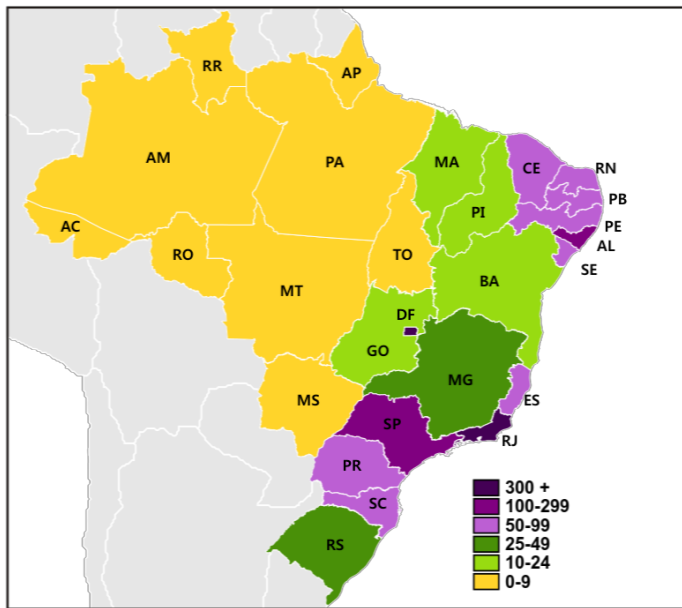 RR
AP
AM
PA
MA
CE
RN
PB
PE
AL
SE
PI
AC
RO
TO
MT
BA
DF
GO
MG
MS
ES
SP
RJ
PR
SC
RS
300 +
100-299
50-99
25-49
10-24
0-9